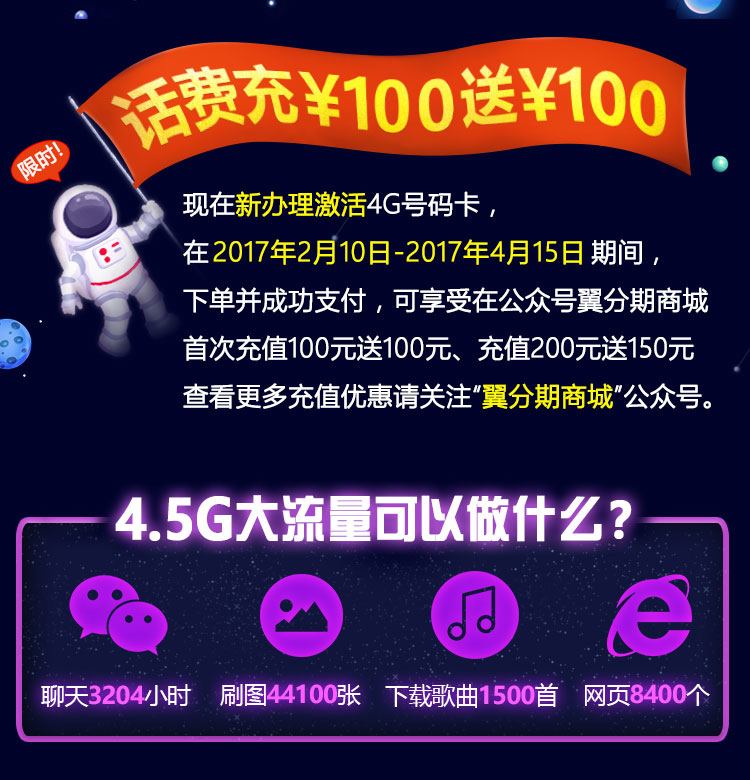 话费充¥100送¥100
限时!
现在新办理激活4G号码卡，
在2017年2月10日-2017年4月15日期间，
下单并成功支付，可享受在公众号翼分期商城
首次充值100元送100元、充值200元送150元
查看更多充值优惠请关注"翼分期商城"公众号。
4.5G大流量可以做什么?
聊天3204小时 刷图44100张 下载歌曲1500首 网页8400个